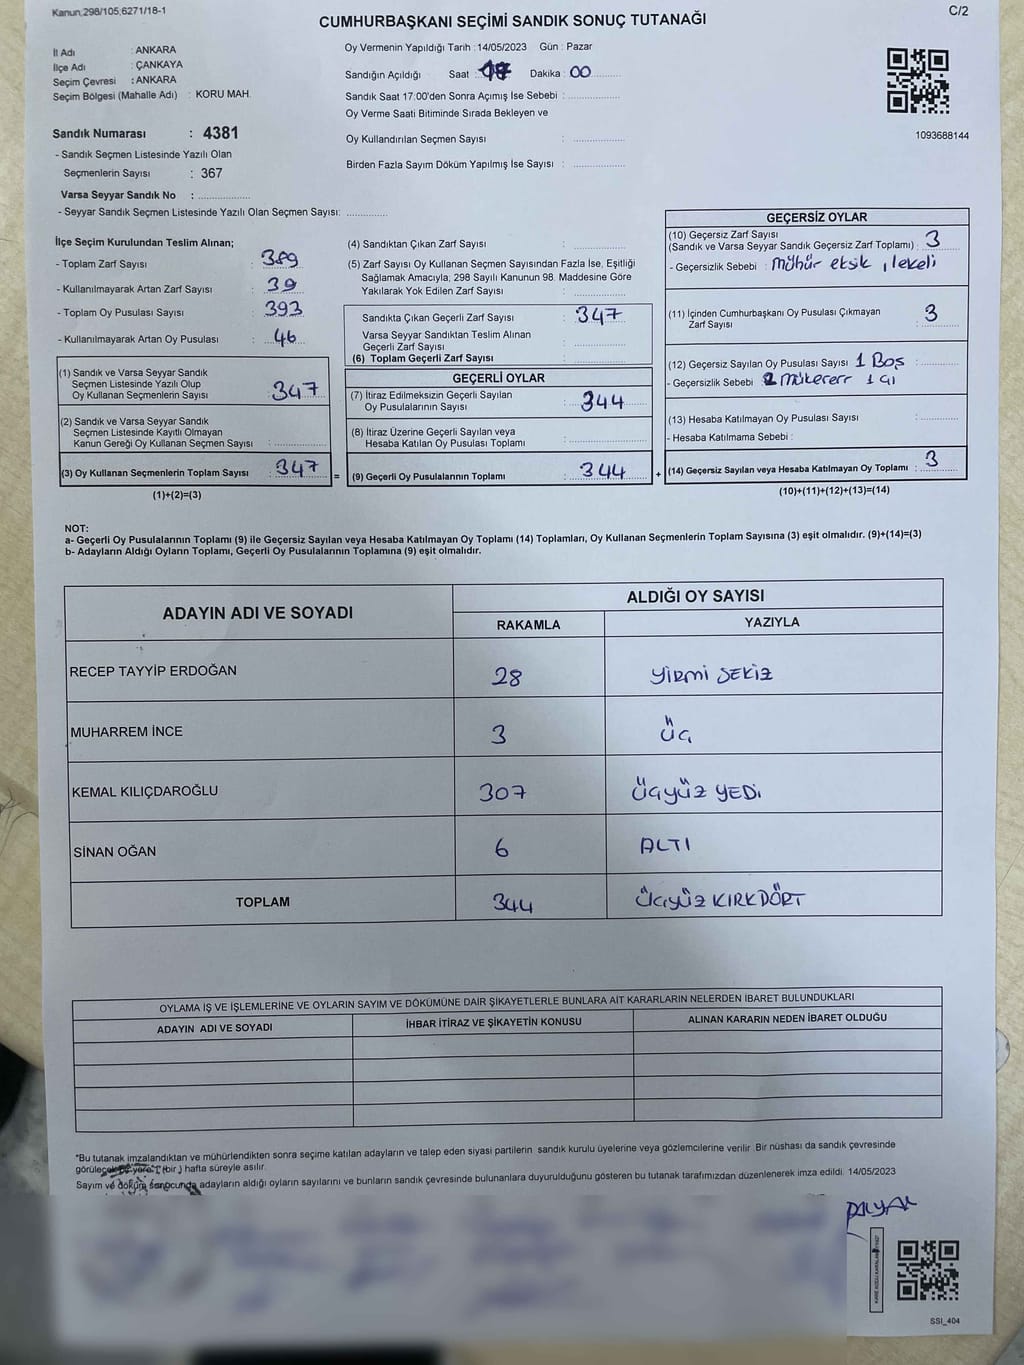 Kanun;298/105,6271/18-1
C/2
CUMHURBAŞKANI SEÇİMİ SANDIK SONUÇ TUTANAĞI
İl Adı : ANKARA
İlçe Adı : ÇANKAYA
Seçim Çevresi : ANKARA
Seçim Bölgesi (Mahalle Adı) : KORU MAH.
Sandık Numarası : 4381
- Sandık Seçmen Listesinde Yazılı Olan
Seçmenlerin Sayısı : 367
Varsa Seyyar Sandık No : ...................
- Seyyar Sandık Seçmen Listesinde Yazılı Olan Seçmen Sayısı: ...............
Oy Vermenin Yapıldığı Tarih : 14/05/2023 Gün : Pazar
Sandığın Açıldığı Saat : 17 Dakika : 00
Sandık Saat 17:00'den Sonra Açımış İse Sebebi : ...................
Oy Verme Saati Bitiminde Sırada Bekleyen ve
Oy Kullandırılan Seçmen Sayısı : ...................
Birden Fazla Sayım Döküm Yapılmış İse Sayısı : ...................
1093688144
İlçe Seçim Kurulundan Teslim Alınan;
- Toplam Zarf Sayısı : 389
- Kullanılmayarak Artan Zarf Sayısı : 39
- Toplam Oy Pusulası Sayısı : 393
- Kullanılmayarak Artan Oy Pusulası : 46
(1) Sandık ve Varsa Seyyar Sandık
Seçmen Listesinde Yazılı Olup
Oy Kullanan Seçmenlerin Sayısı : 347
(2) Sandık ve Varsa Seyyar Sandık
Seçmen Listesinde Kayıtlı Olmayan
Kanun Gereği Oy Kullanan Seçmen Sayısı : ...................
(3) Oy Kullanan Seçmenlerin Toplam Sayısı : 347 =
(1)+(2)=(3)
(4) Sandıktan Çıkan Zarf Sayısı : ...................
(5) Zarf Sayısı Oy Kullanan Seçmen Sayısından Fazla İse, Eşitliği
Sağlamak Amacıyla; 298 Sayılı Kanunun 98. Maddesine Göre
Yakılarak Yok Edilen Zarf Sayısı : ...................
Sandıkta Çıkan Geçerli Zarf Sayısı : 347
Varsa Seyyar Sandıktan Teslim Alınan
Geçerli Zarf Sayısı : ...................
(6) Toplam Geçerli Zarf Sayısı : ...................
GEÇERLİ OYLAR
(7) İtiraz Edilmeksizin Geçerli Sayılan
Oy Pusulalarının Sayısı : 344
(8) İtiraz Üzerine Geçerli Sayılan veya
Hesaba Katılan Oy Pusulası Toplamı : ...................
(9) Geçerli Oy Pusulalarının Toplamı : 344 +
GEÇERSİZ OYLAR
(10) Geçersiz Zarf Sayısı
(Sandık ve Varsa Seyyar Sandık Geçersiz Zarf Toplamı) : 3
- Geçersizlik Sebebi : Mühür eksik, lekeli
(11) İçinden Cumhurbaşkanı Oy Pusulası Çıkmayan
Zarf Sayısı : 3
(12) Geçersiz Sayılan Oy Pusulası Sayısı : 1 Boş
- Geçersizlik Sebebi 2 mükererr 1 çi
(13) Hesaba Katılmayan Oy Pusulası Sayısı : ...................
- Hesaba Katılmama Sebebi :
(14) Geçersiz Sayılan veya Hesaba Katılmayan Oy Toplamı : 3
(10)+(11)+(12)+(13)=(14)
NOT:
a- Geçerli Oy Pusulalarının Toplamı (9) ile Geçersiz Sayılan veya Hesaba Katılmayan Oy Toplamı (14) Toplamları, Oy Kullanan Seçmenlerin Toplam Sayısına (3) eşit olmalıdır. (9)+(14)=(3)
b- Adayların Aldığı Oyların Toplamı, Geçerli Oy Pusulalarının Toplamına (9) eşit olmalıdır.
ADAYIN ADI VE SOYADI ALDIĞI OY SAYISI
RAKAMLA YAZIYLA
RECEP TAYYİP ERDOĞAN 28 YİRMİ SEKİZ
MUHARREM İNCE 3 ÜÇ
KEMAL KILIÇDAROĞLU 307 ÜÇYÜZ YEDİ
SİNAN OĞAN 6 ALTI
TOPLAM 344 ÜÇYÜZ KIRKDÖRT
OYLAMA İŞ VE İŞLEMLERİNE VE OYLARIN SAYIM VE DÖKÜMÜNE DAİR ŞİKAYETLERLE BUNLARA AİT KARARLARIN NELERDEN İBARET BULUNDUKLARI
ADAYIN ADI VE SOYADI İHBAR İTİRAZ VE ŞİKAYETİN KONUSU ALINAN KARARIN NEDEN İBARET OLDUĞU
*Bu tutanak imzalandıktan ve mühürlendikten sonra seçime katılan adayların ve talep eden siyasi partilerin sandık kurulu üyelerine veya gözlemcilerine verilir. Bir nüshası da sandık çevresinde
görülecek bir yere 1 (bir ) hafta süreyle asılır.
Sayım ve döküm sonucunda adayların aldığı oyların sayılarını ve bunların sandık çevresinde bulunanlara duyurulduğunu gösteren bu tutanak tarafımızdan düzenlenerek imza edildi. 14/05/2023
SSI_404